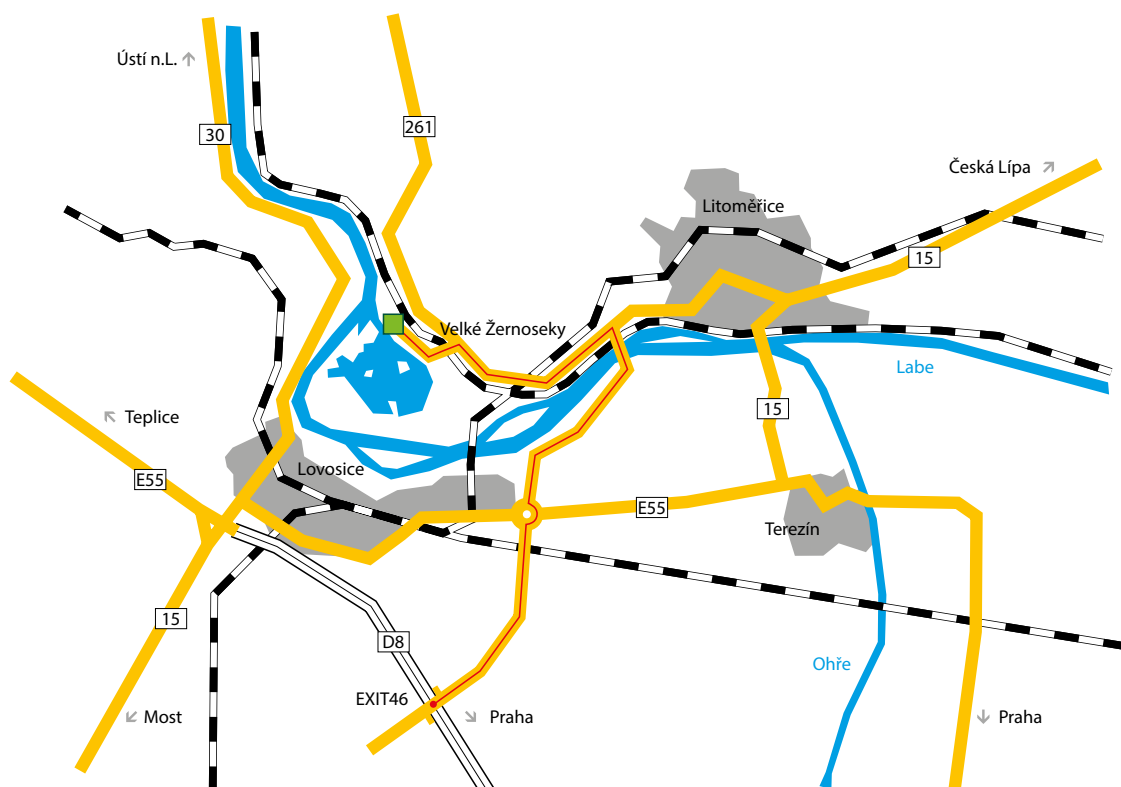 Ústí n.L.
30
261
Česká Lípa
Litoměřice
15
Velké Žernoseky
Labe
Teplice
15
Lovosice
E55
E55
Terezín
15
D8
Ohře
EXIT46
Most
Praha
Praha